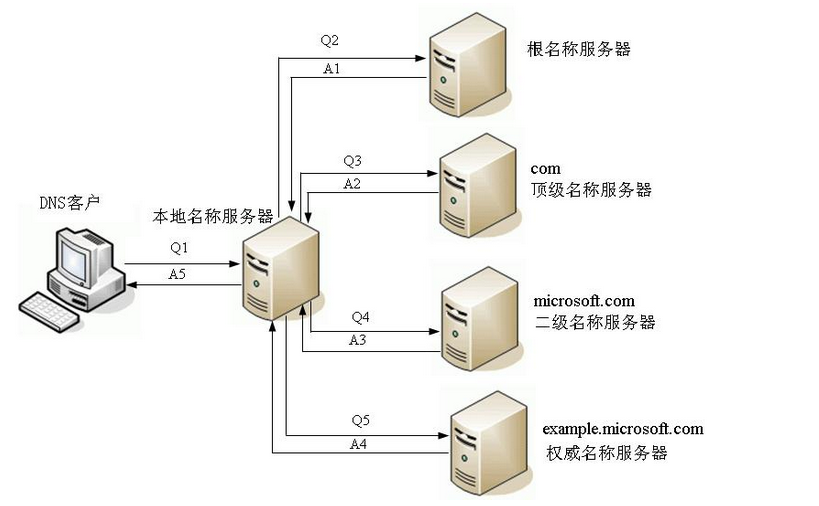 Q2
A1
根名称服务器
Q3
A2
com
顶级名称服务器
DNS客户
本地名称服务器
Q1
A5
Q4
A3
microsoft.com
二级名称服务器
Q5
A4
example.microsoft.com
权威名称服务器